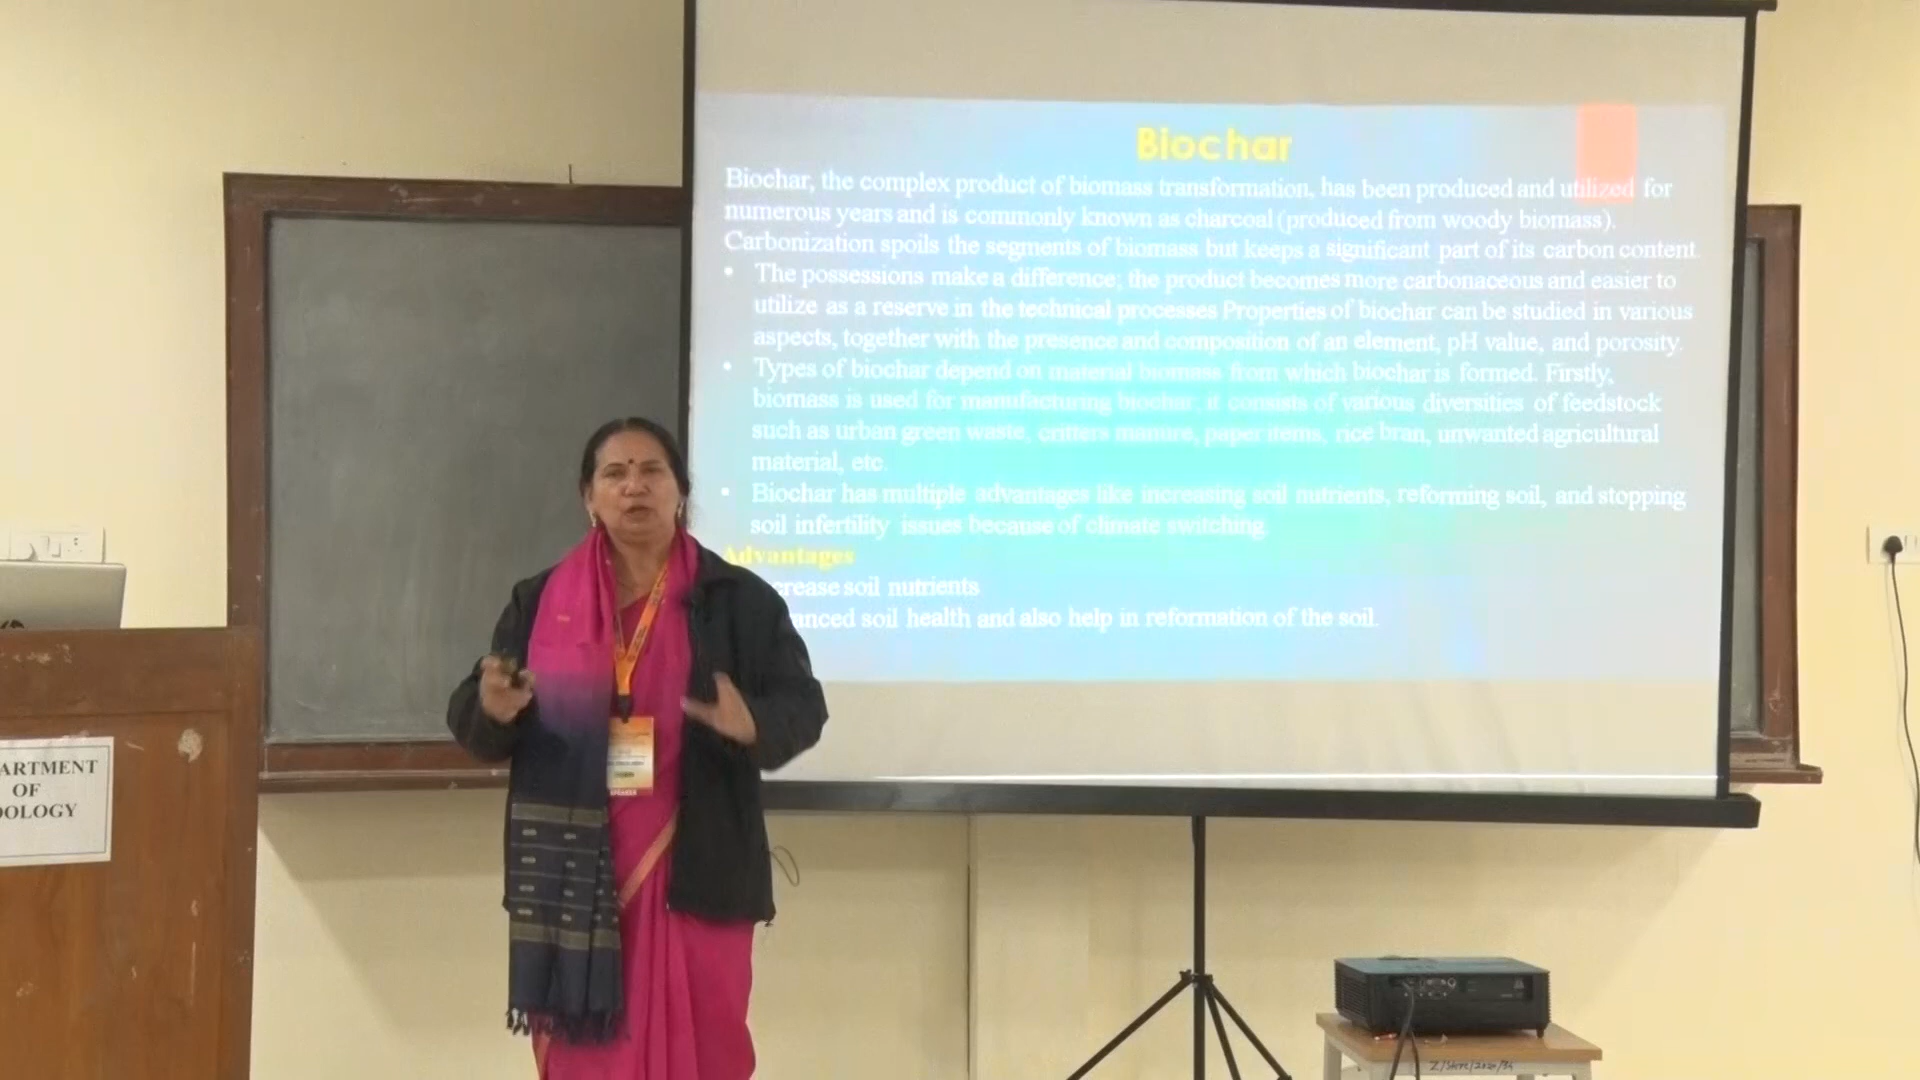 Biochar
Biochar, the complex product of biomass transformation, has been produced and utilized for
numerous years and is commonly known as charcoal (produced from woody biomass).
Carbonization spoils the segments of biomass but keeps a significant part of its carbon content.
• The possessions make a difference; the product becomes more carbonaceous and easier to
utilize as a reserve in the technical processes Properties of biochar can be studied in various
aspects, together with the presence and composition of an element, pH value, and porosity.
• Types of biochar depend on material biomass from which biochar is formed. Firstly,
biomass is used for manufacturing biochar; it consists of various diversities of feedstock
such as urban green waste, critters manure, paper items, rice bran, unwanted agricultural
material, etc.
• Biochar has multiple advantages like increasing soil nutrients, reforming soil, and stopping
soil infertility issues because of climate switching.
Advantages
crease soil nutrients
anced soil health and also help in reformation of the soil.
ARTMENT
OF
OOLOGY
SPEAKER